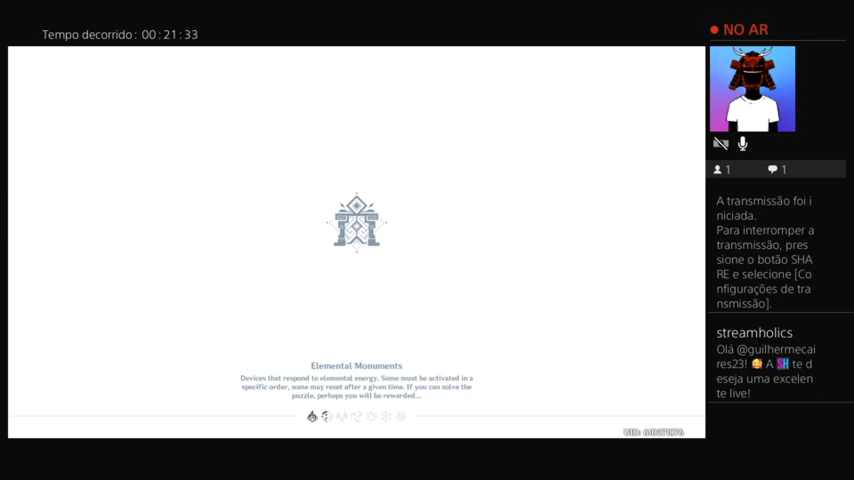 Tempo decorrido: 00:21:33
NO AR
1
1
A transmissão foi i
niciada.
Para interromper a
transmissão, pres
sione o botão SHA
RE e selecione [Co
nfigurações de tra
nsmissão].
streamholics
Olá @guilhermecai
res23! 🥰 A SH te d
eseja uma excelen
te live!
Elemental Monuments
Devices that respond to elemental energy. Some must be activated in a
specific order, some may reset after a given time. If you can solve the
puzzle, perhaps you will be rewarded...
UID: